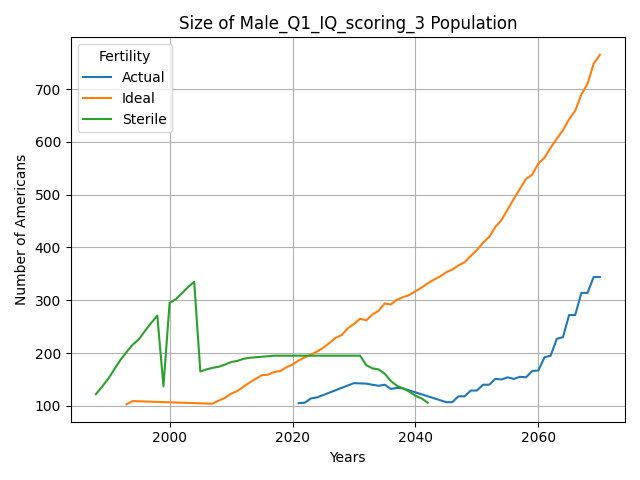 Size of Male_Q1_IQ_scoring_3 Population
Fertility
Actual
Ideal
Sterile
Number of Americans
700
600
500
400
300
200
100
2000
2020
2040
2060
Years